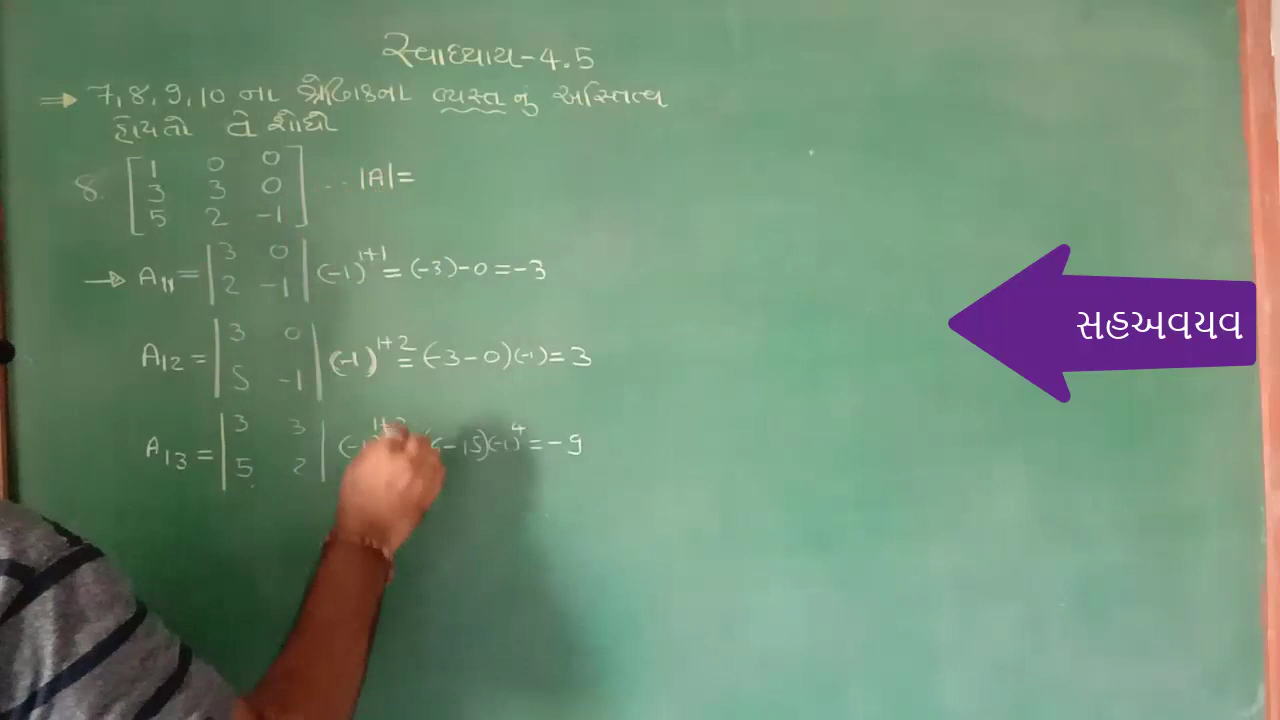 સ્વાધ્યાય-4.5
⇒ 7, 8, 9, 10 ના શ્રેણિકના વ્યસ્ત નું અસ્તિત્વ
હોય તો તે શોધો
8. [1 0 0
3 3 0
5 2 -1] ... |A|=
→ A₁₁ = |3 0
2 -1| (-1)¹⁺¹ = (-3)-0 = -3
A₁₂ = |3 0
5 -1| (-1)¹⁺² = (-3-0)(-1) = 3
A₁₃ = |3 3
5 2| (-1) -15)(-1)⁴ = -9
સહઅવયવ